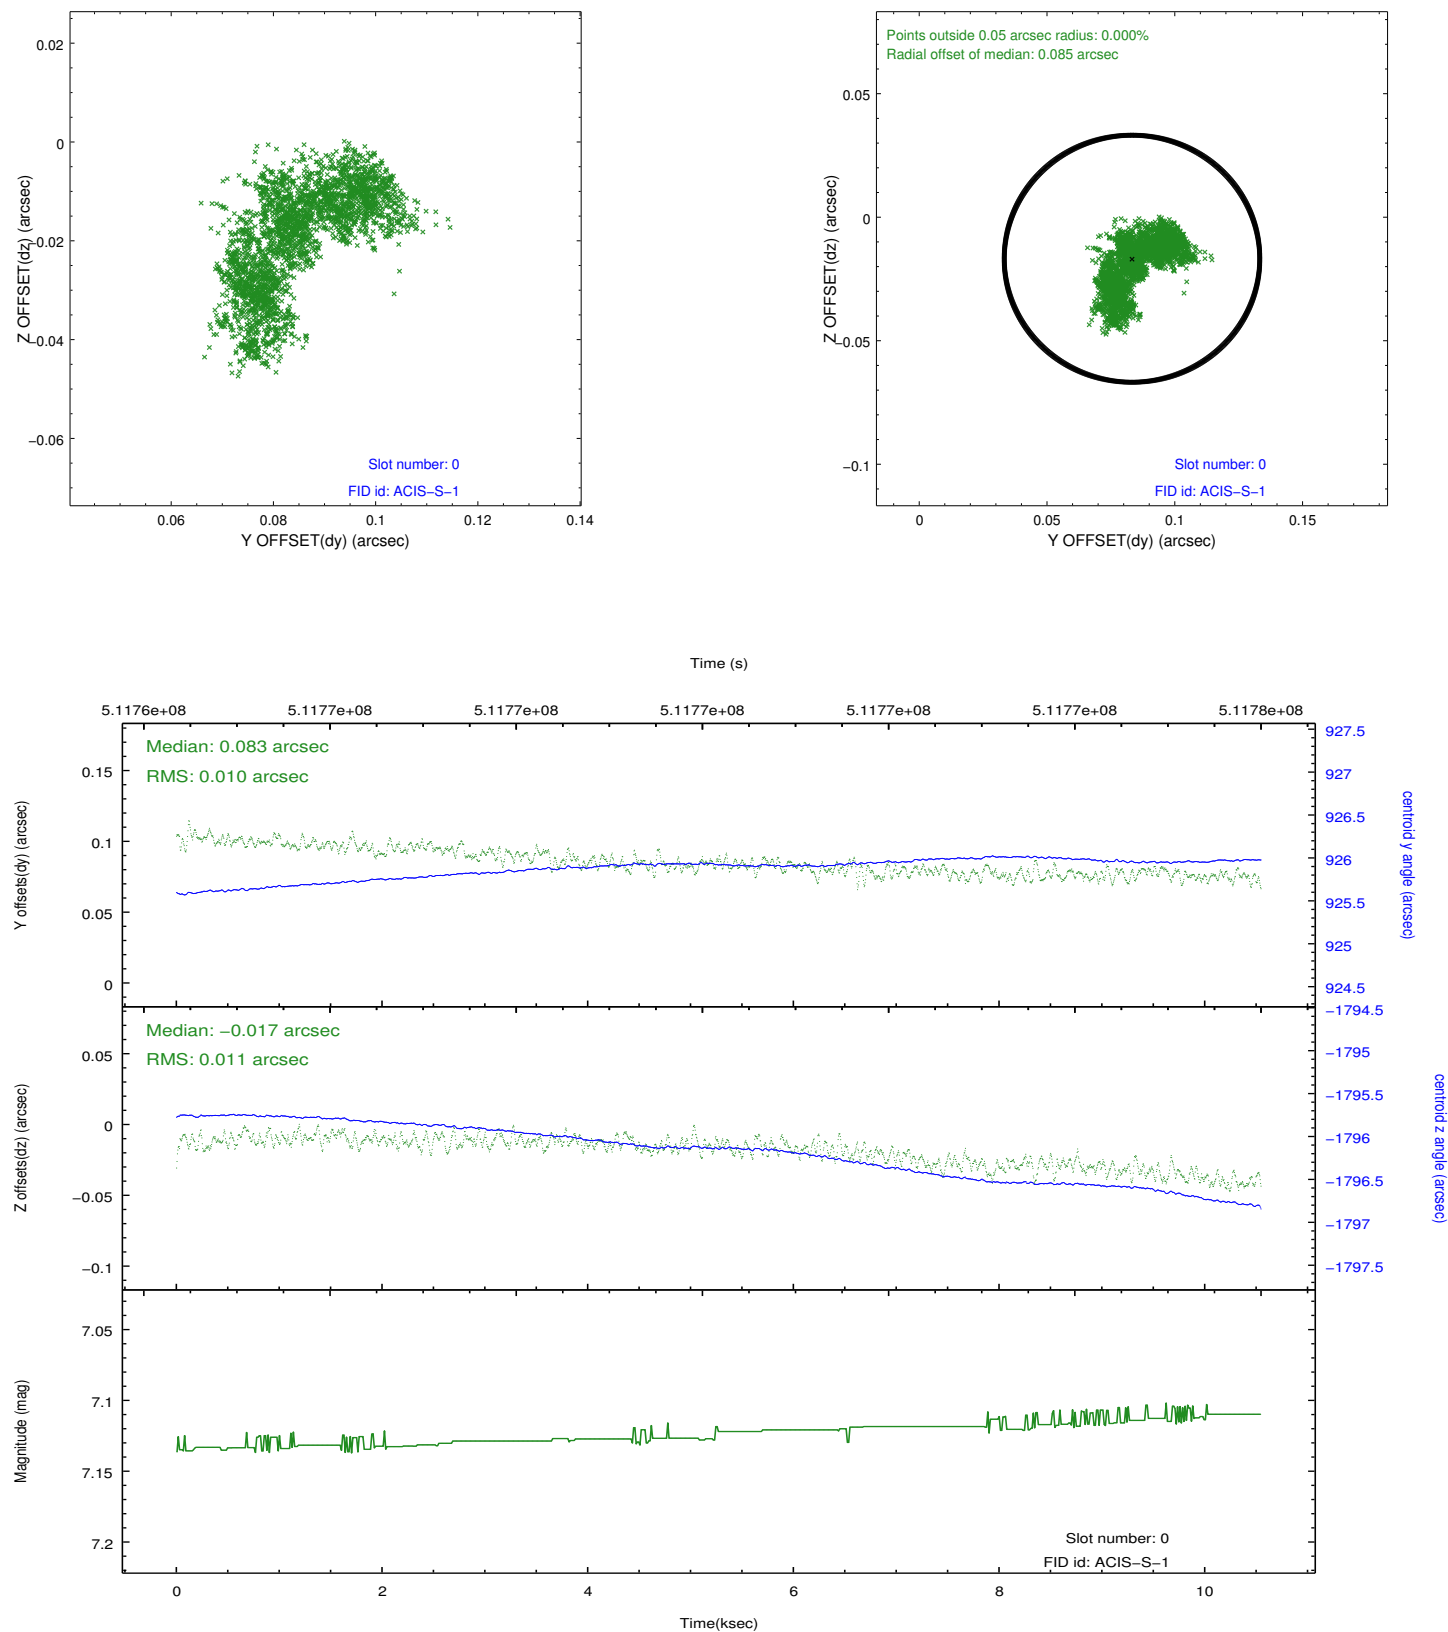 0.02
0
−0.02
−0.04
−0.06
Z OFFSET(dz) (arcsec)
Slot number: 0
FID id: ACIS−S−1
0.06 0.08 0.1 0.12 0.14
Y OFFSET(dy) (arcsec)
Points outside 0.05 arcsec radius: 0.000%
Radial offset of median: 0.085 arcsec
0.05
0
−0.05
−0.1
Z OFFSET(dz) (arcsec)
Slot number: 0
FID id: ACIS−S−1
0 0.05 0.1 0.15
Y OFFSET(dy) (arcsec)
Time (s)
5.1176e+08 5.1177e+08 5.1177e+08 5.1177e+08 5.1177e+08 5.1177e+08 5.1178e+08
Median: 0.083 arcsec
RMS: 0.010 arcsec
0.15
0.1
0.05
0
Y offsets(dy) (arcsec)
927.5
927
926.5
926
925.5
925
924.5
centroid y angle (arcsec)
Median: −0.017 arcsec
RMS: 0.011 arcsec
0.05
0
−0.05
−0.1
Z offsets(dz) (arcsec)
−1794.5
−1795
−1795.5
−1796
−1796.5
−1797
−1797.5
centroid z angle (arcsec)
7.05
7.1
7.15
7.2
Magnitude (mag)
Slot number: 0
FID id: ACIS−S−1
0 2 4 6 8 10
Time(ksec)